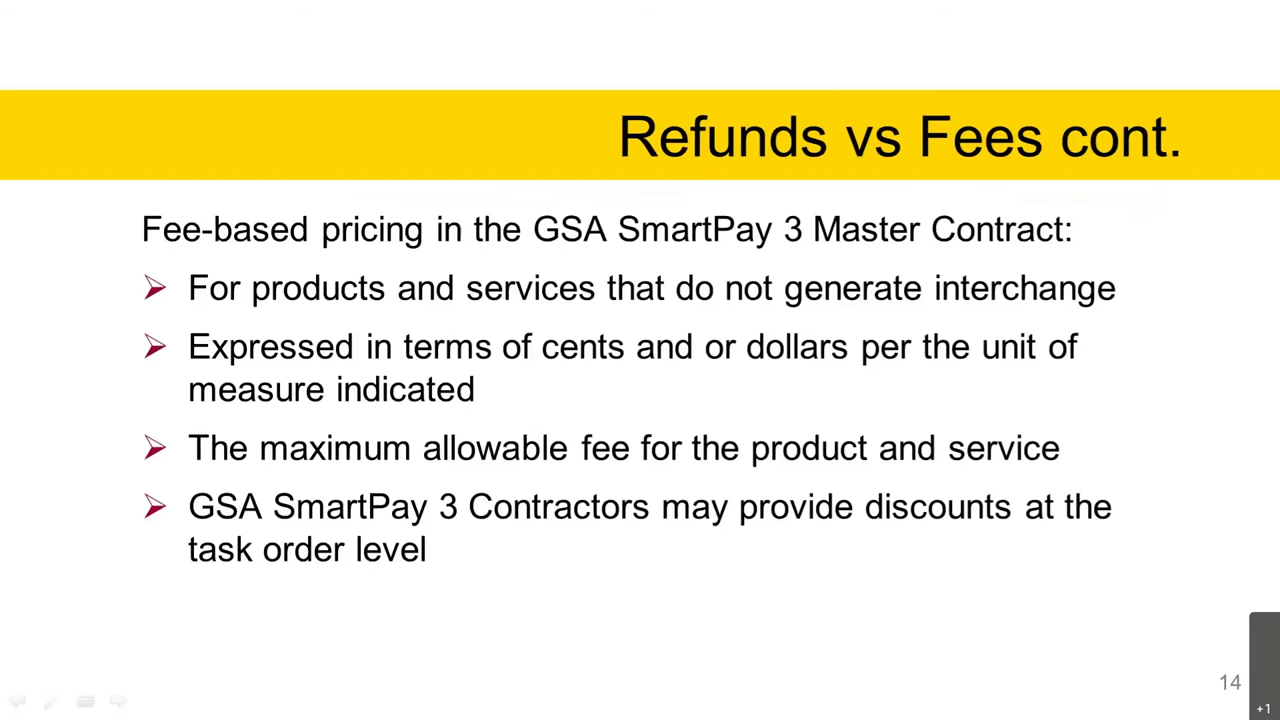 Refunds vs Fees cont.
Fee-based pricing in the GSA SmartPay 3 Master Contract:
For products and services that do not generate interchange
Expressed in terms of cents and or dollars per the unit of
measure indicated
The maximum allowable fee for the product and service
GSA SmartPay 3 Contractors may provide discounts at the
task order level
14
+1